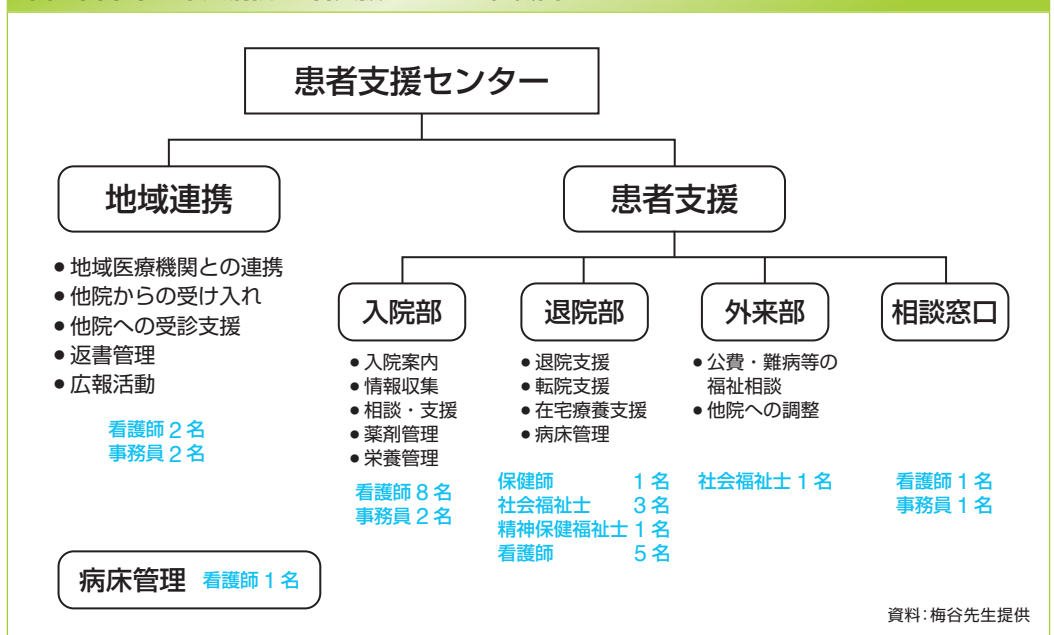 患者支援センター
地域連携
●地域医療機関との連携
●他院からの受け入れ
●他院への受診支援
●返書管理
●広報活動
看護師2名
事務員2名
患者支援
入院部
●入院案内
●情報収集
●相談・支援
●薬剤管理
●栄養管理
看護師8名
事務員2名
退院部
●退院支援
●転院支援
●在宅療養支援
●病床管理
保健師 1名
社会福祉士 3名
精神保健福祉士1名
看護師 5名
外来部
●公費・難病等の
福祉相談
●他院への調整
社会福祉士1名
相談窓口
看護師1名
事務員1名
病床管理 看護師1名
資料:梅谷先生提供